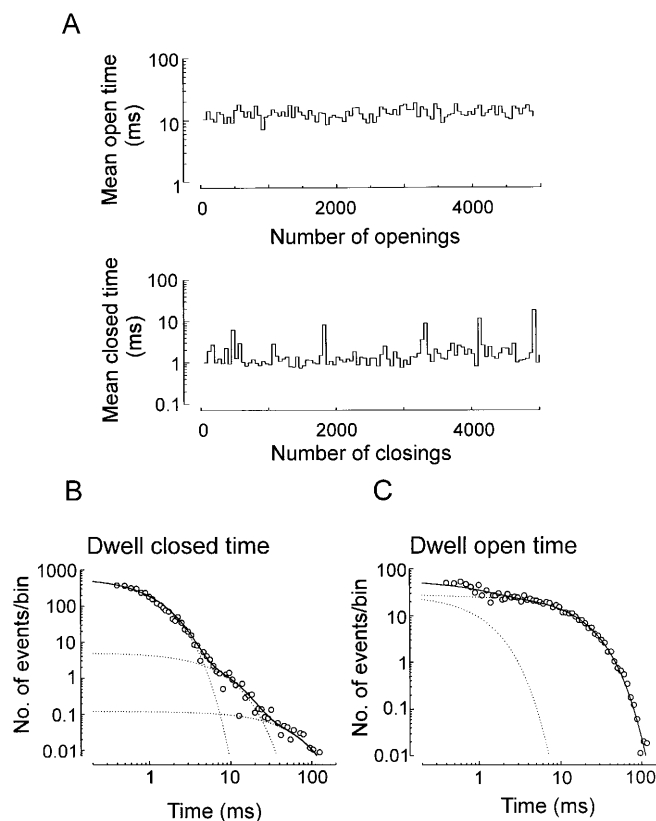 A
Mean open time
(ms)
100
10
1
0 2000 4000
Number of openings
Mean closed time
(ms)
100
10
1
0.1
0 2000 4000
Number of closings
B
Dwell closed time
No. of events/bin
1000
100
10
1
0.1
0.01
1 10 100
Time (ms)
C
Dwell open time
No. of events/bin
100
10
1
0.1
0.01
1 10 100
Time (ms)